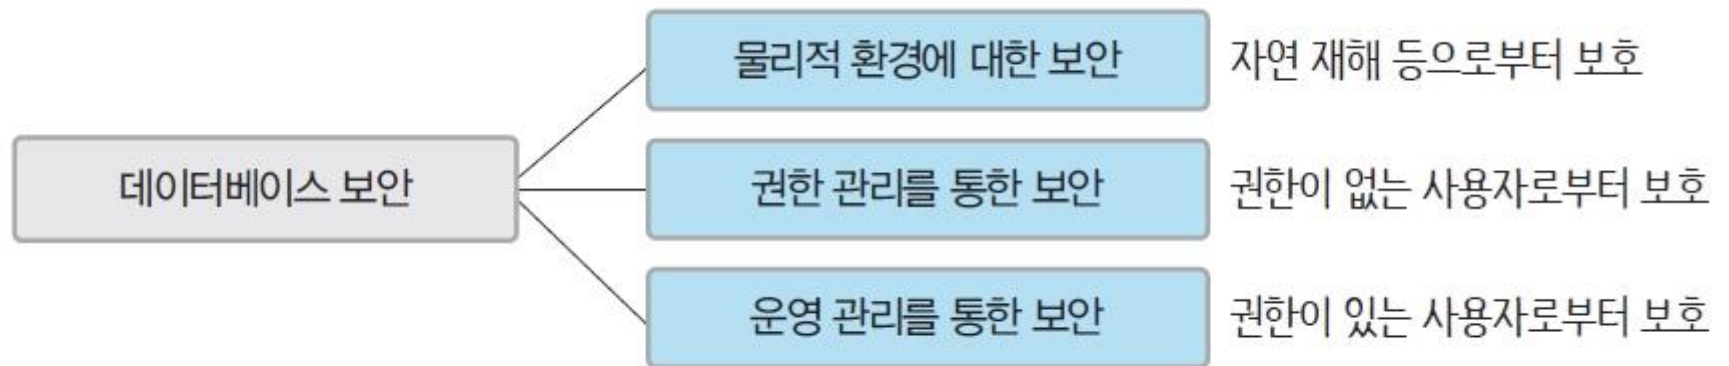 데이터베이스 보안
물리적 환경에 대한 보안 자연 재해 등으로부터 보호
권한 관리를 통한 보안 권한이 없는 사용자로부터 보호
운영 관리를 통한 보안 권한이 있는 사용자로부터 보호